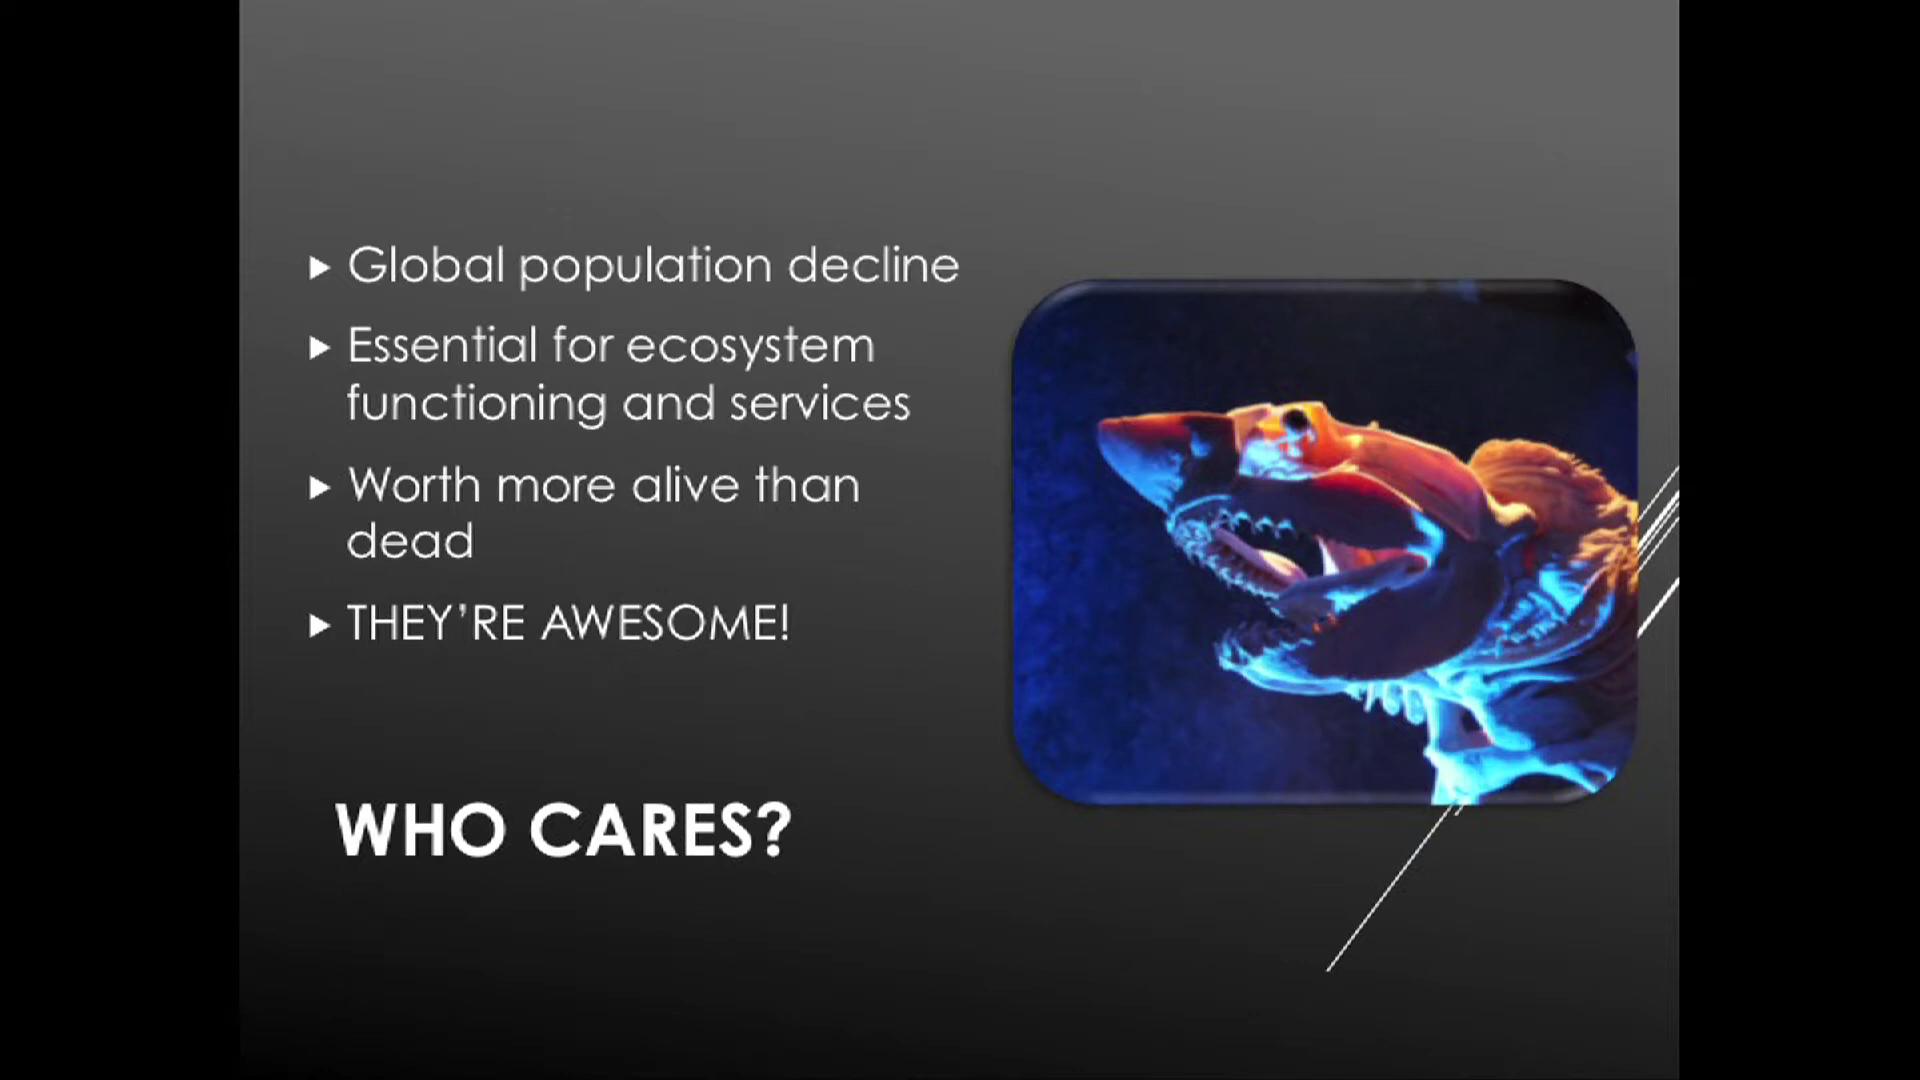 Global population decline
Essential for ecosystem
functioning and services
Worth more alive than
dead
THEY'RE AWESOME!
WHO CARES?